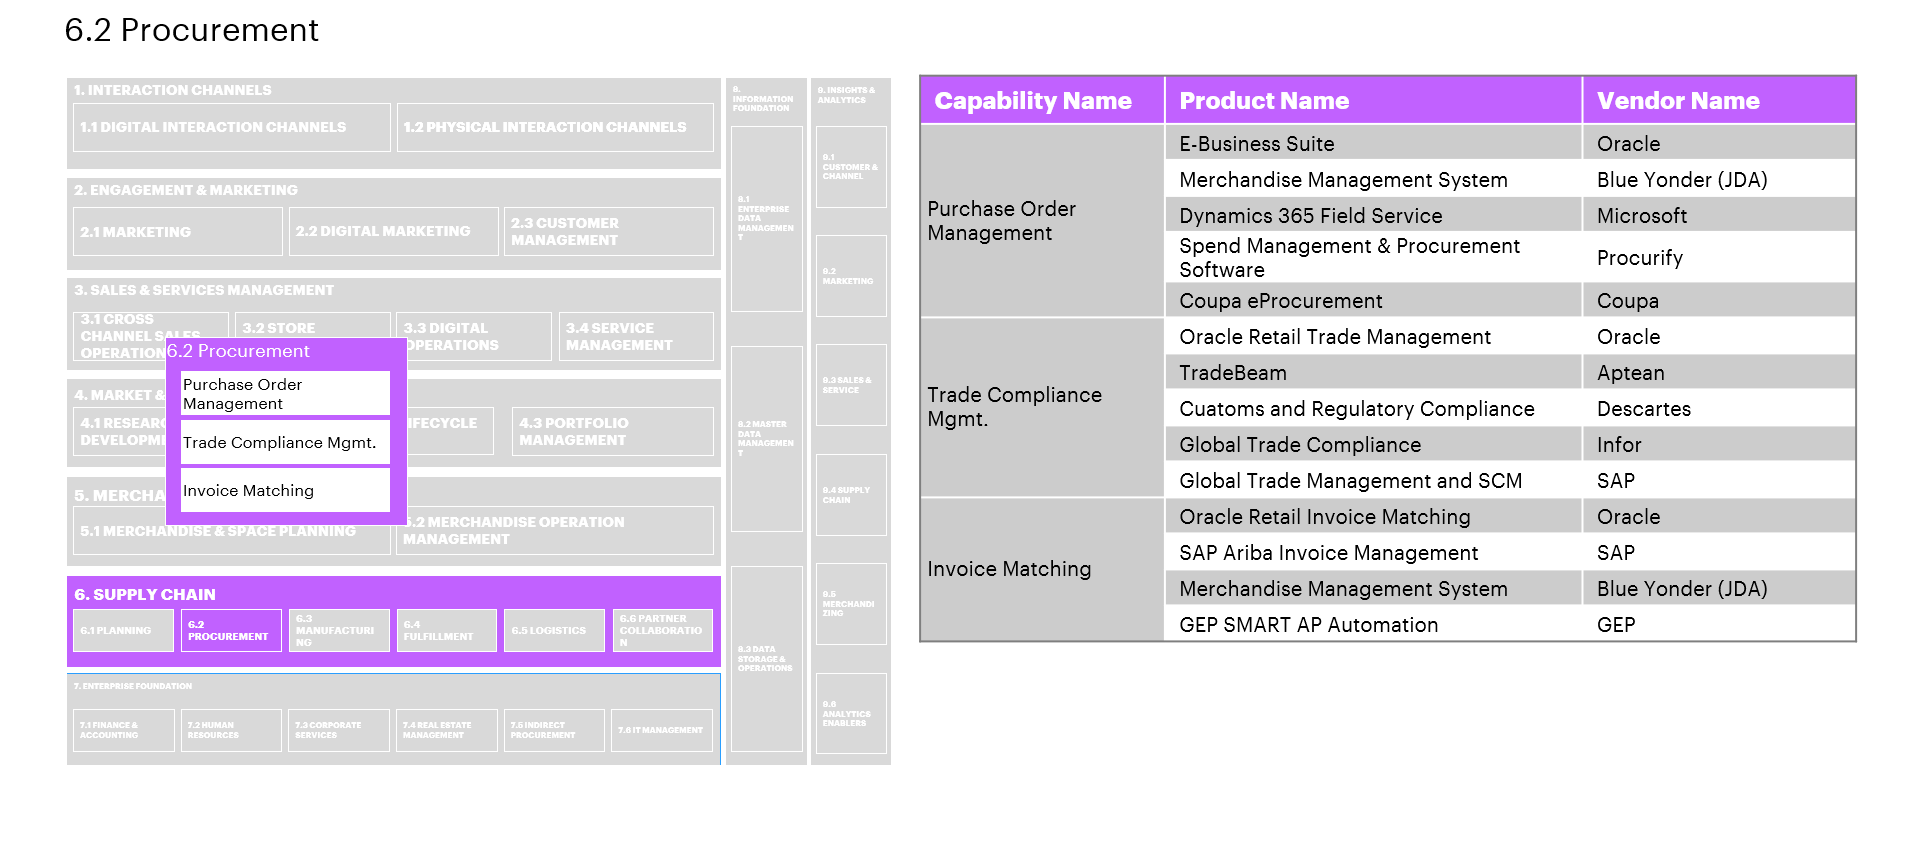 6.2 Procurement
1. INTERACTION CHANNELS
1.1 DIGITAL INTERACTION CHANNELS
1.2 PHYSICAL INTERACTION CHANNELS
2. ENGAGEMENT & MARKETING
2.1 MARKETING
2.2 DIGITAL MARKETING
2.3 CUSTOMER
MANAGEMENT
3. SALES & SERVICES MANAGEMENT
3.1 CROSS
CHANNEL SALES
OPERATION
3.2 STORE
3.3 DIGITAL
OPERATIONS
3.4 SERVICE
MANAGEMENT
6.2 Procurement
Purchase Order
Management
Trade Compliance Mgmt.
Invoice Matching
4. MARKET &
4.1 RESEARC
DEVELOPME
IFECYCLE
4.3 PORTFOLIO
MANAGEMENT
5. MERCHA
5.1 MERCHANDISE & SPACE PLANNING
5.2 MERCHANDISE OPERATION
MANAGEMENT
6. SUPPLY CHAIN
6.1 PLANNING
6.2
PROCUREMENT
6.3
MANUFACTURI
NG
6.4
FULFILLMENT
6.5 LOGISTICS
6.6 PARTNER
COLLABORATIO
N
7. ENTERPRISE FOUNDATION
7.1 FINANCE &
ACCOUNTING
7.2 HUMAN
RESOURCES
7.3 CORPORATE
SERVICES
7.4 REAL ESTATE
MANAGEMENT
7.5 INDIRECT
PROCUREMENT
7.6 IT MANAGEMENT
8.
INFORMATION
FOUNDATION
8.1
ENTERPRISE
DATA
MANAGEMEN
T
8.2 MASTER
DATA
MANAGEMEN
T
8.3 DATA
STORAGE &
OPERATIONS
9. INSIGHTS &
ANALYTICS
9.1
CUSTOMER &
CHANNEL
9.2
MARKETING
9.3 SALES &
SERVICE
9.4 SUPPLY
CHAIN
9.5
MERCHANDI
ZING
9.6
ANALYTICS
ENABLERS
Capability Name Product Name Vendor Name
Purchase Order
Management
E-Business Suite Oracle
Merchandise Management System Blue Yonder (JDA)
Dynamics 365 Field Service Microsoft
Spend Management & Procurement
Software
Procurify
Coupa eProcurement Coupa
Trade Compliance
Mgmt.
Oracle Retail Trade Management Oracle
TradeBeam Aptean
Cuatoms and Regulatory Compliance Descartes
Global Trade Compliance Infor
Global Trade Management and SCM SAP
Invoice Matching
Oracle Retail Invoice Matching Oracle
SAP Ariba Invoice Management SAP
Merchandise Management System Blue Yonder (JDA)
GEP SMART AP Automation GEP